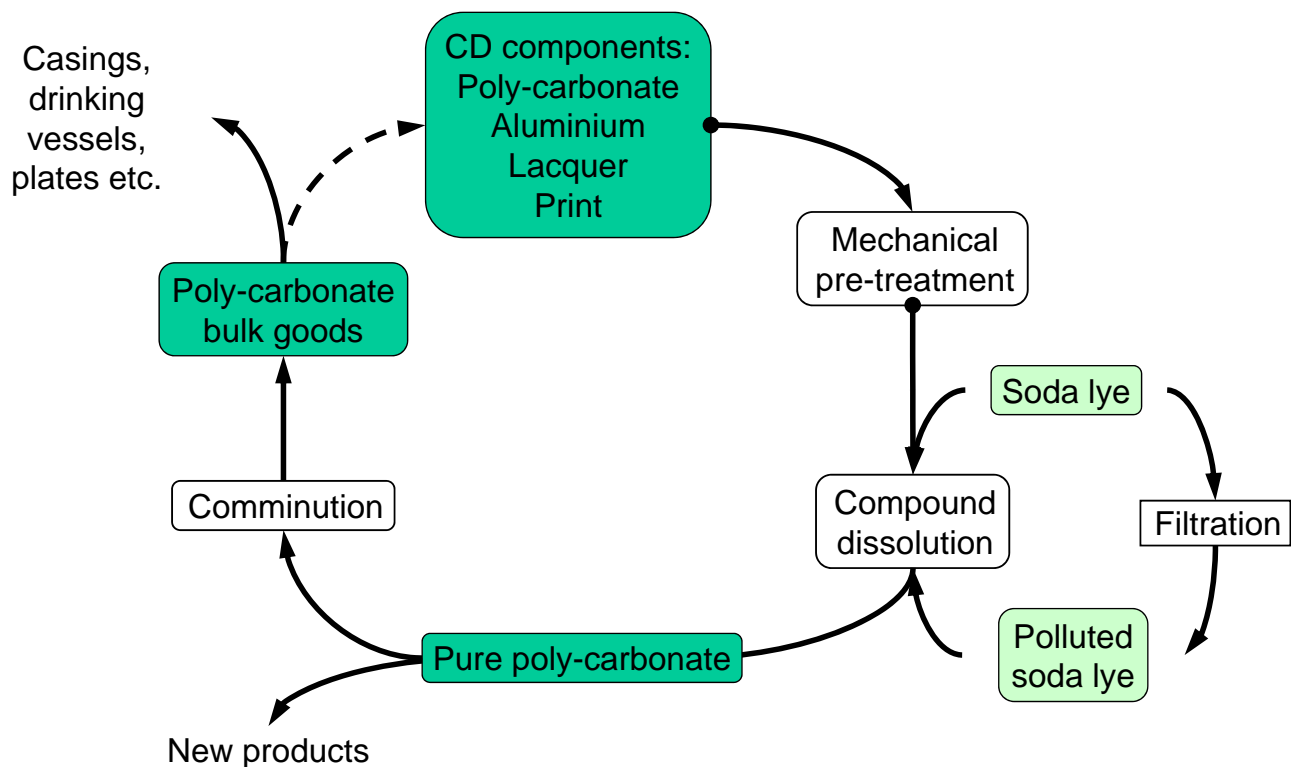 Casings,
drinking
vessels,
plates etc.
CD components:
Poly-carbonate
Aluminium
Lacquer
Print
Mechanical
pre-treatment
Poly-carbonate
bulk goods
Soda lye
Comminution
Compound
dissolution
Filtration
Pure poly-carbonate
Polluted
soda lye
New products